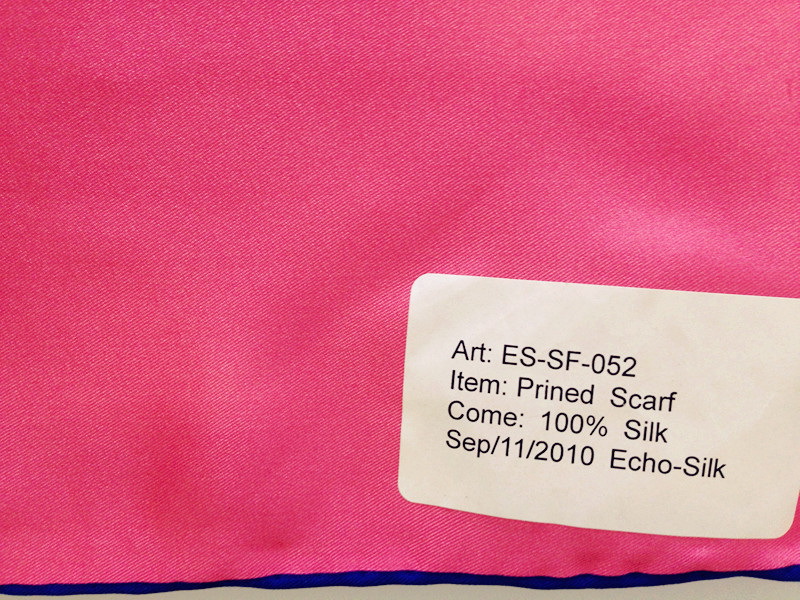 Art: ES-SF-052
Item: Prined Scarf
Come: 100% Silk
Sep/11/2010 Echo-Silk